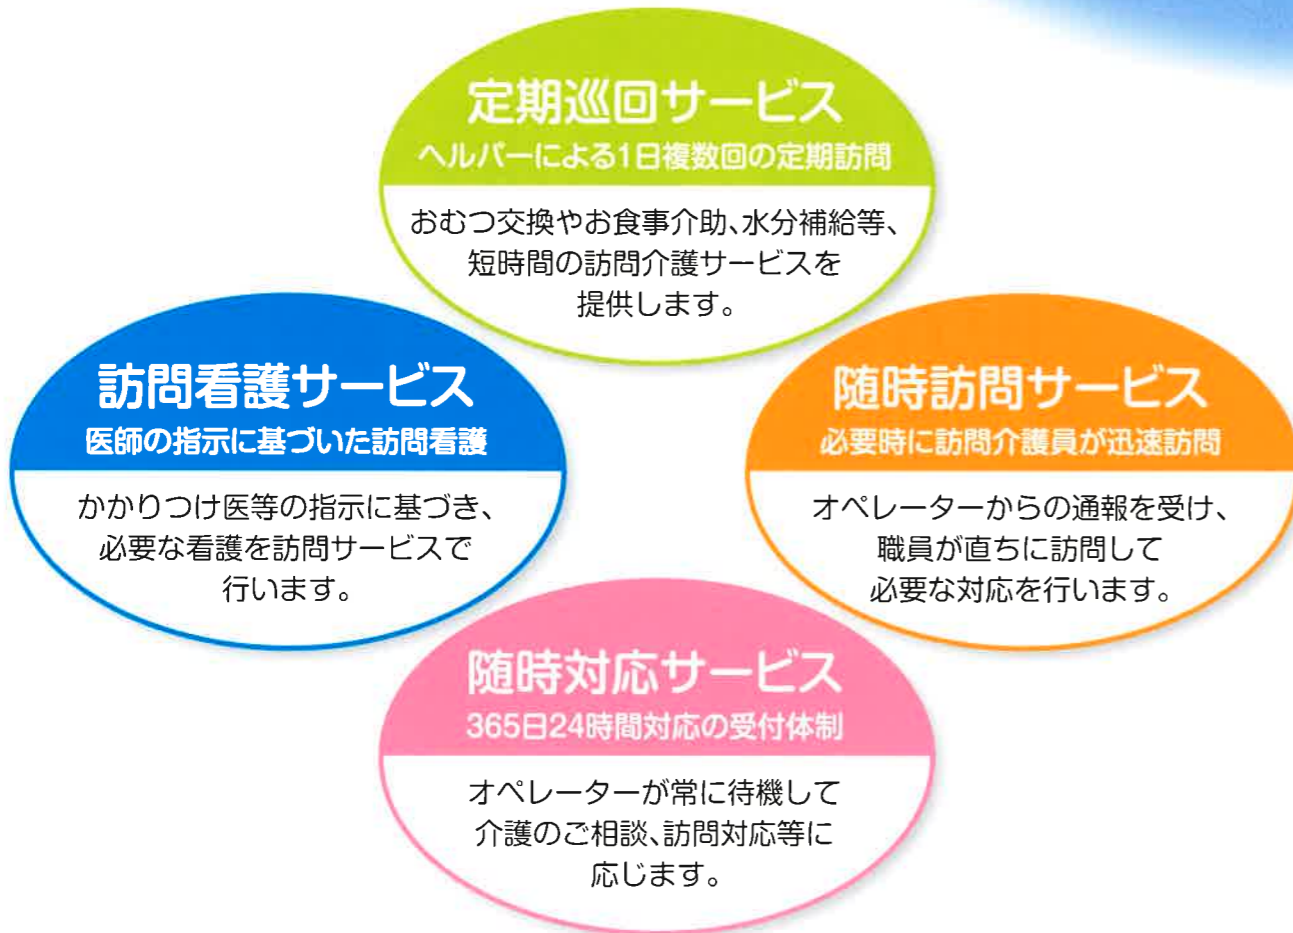 定期巡回サービス
ヘルパーによる1日複数回の定期訪問
おむつ交換やお食事介助、水分補給等、
短時間の訪問介護サービスを
提供します。
訪問看護サービス
医師の指示に基づいた訪問看護
かかりつけ医等の指示に基づき、
必要な看護を訪問サービスで
行います。
随時訪問サービス
必要時に訪問介護員が迅速訪問
オペレーターからの通報を受け、
職員が直ちに訪問して
必要な対応を行います。
随時対応サービス
365日24時間対応の受付体制
オペレーターが常に待機して
介護のご相談、訪問対応等に
応じます。